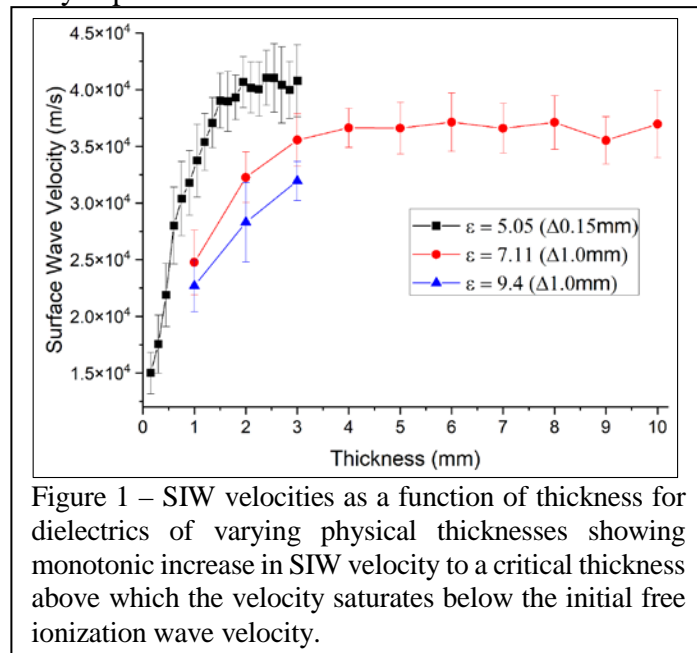 4.5×10⁴
4.0×10⁴
3.5×10⁴
3.0×10⁴
2.5×10⁴
2.0×10⁴
1.5×10⁴
Surface Wave Velocity (m/s)
ε = 5.05 (Δ0.15mm)
ε = 7.11 (Δ1.0mm)
ε = 9.4 (Δ1.0mm)
0 1 2 3 4 5 6 7 8 9 10
Thickness (mm)
Figure 1 – SIW velocities as a function of thickness for
dielectrics of varying physical thicknesses showing
monotonic increase in SIW velocity to a critical thickness
above which the velocity saturates below the initial free
ionization wave velocity.